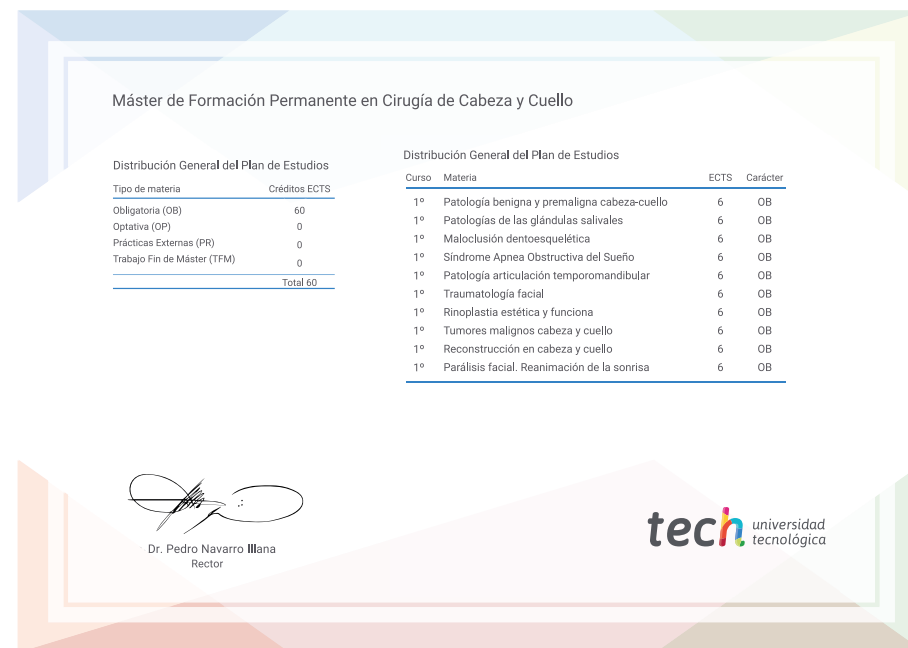 Máster de Formación Permanente en Cirugía de Cabeza y Cuello
Distribución General del Plan de Estudios
Tipo de materia Créditos ECTS
Obligatoria (OB) 60
Optativa (OP) 0
Prácticas Externas (PR) 0
Trabajo Fin de Máster (TFM) 0
Total 60
Distribución General del Plan de Estudios
Curso Materia ECTS Carácter
1º Patología benigna y premaligna cabeza-cuello 6 OB
1º Patologías de las glándulas salivales 6 OB
1º Maloclusión dentoesquelética 6 OB
1º Síndrome Apnea Obstructiva del Sueño 6 OB
1º Patología articulación temporomandibular 6 OB
1º Traumatología facial 6 OB
1º Rinoplastia estética y funciona 6 OB
1º Tumores malignos cabeza y cuello 6 OB
1º Reconstrucción en cabeza y cuello 6 OB
1º Parálisis facial. Reanimación de la sonrisa 6 OB
Dr. Pedro Navarro Illana
Rector
tech universidad
tecnológica